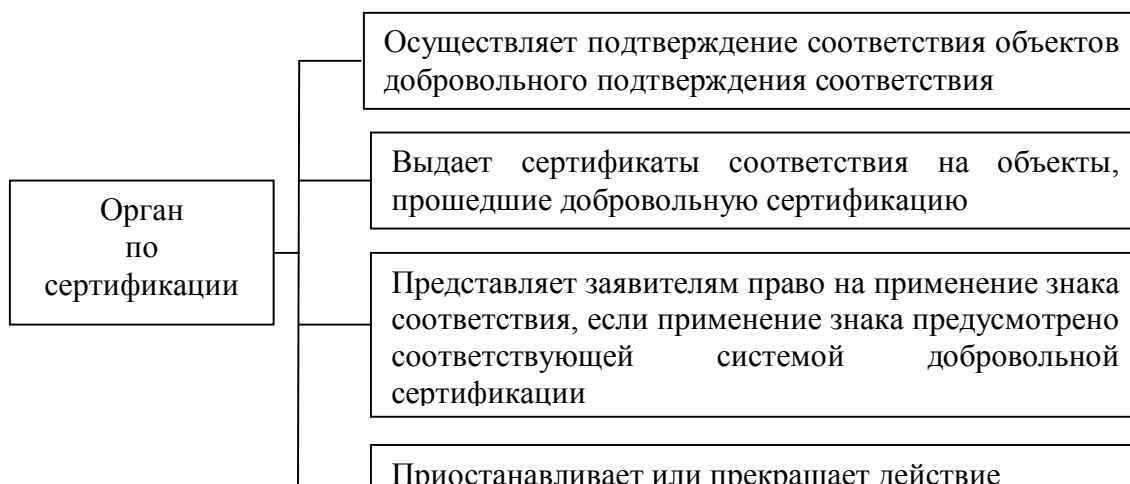 Осуществляет подтверждение соответствия объектов
добровольного подтверждения соответствия
Выдает сертификаты соответствия на объекты,
прошедшие добровольную сертификацию
Орган
по
сертификации
Представляет заявителям право на применение знака
соответствия, если применение знака предусмотрено
соответствующей системой добровольной
сертификации
Приостанавливает или прекращает действие